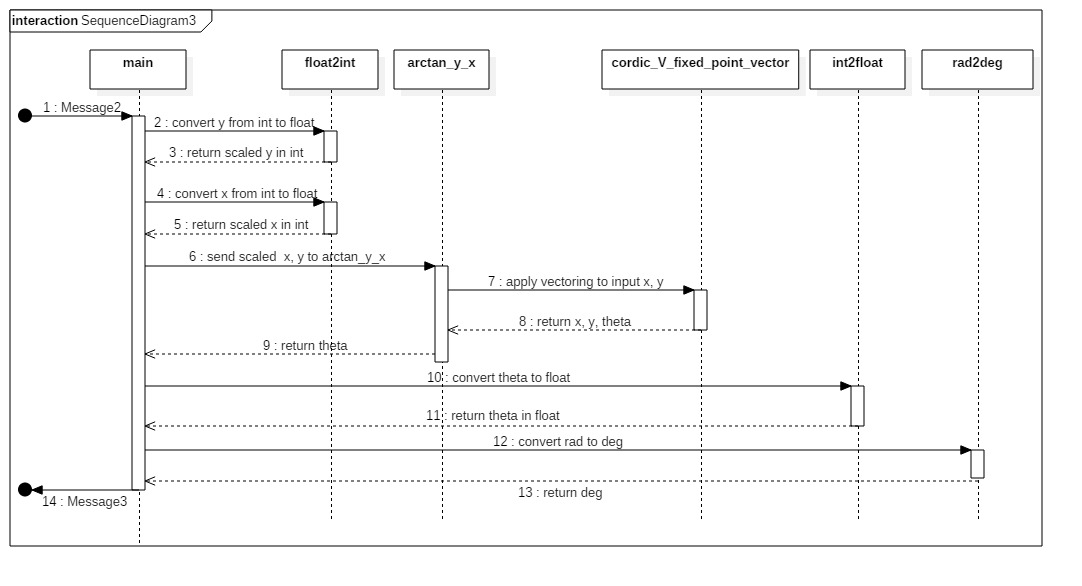 interaction SequenceDiagram3
main
float2int
arctan_y_x
cordic_V_fixed_point_vector
int2float
rad2deg
1 : Message2
2 : convert y from int to float
3 : return scaled y in int
4 : convert x from int to float
5 : return scaled x in int
6 : send scaled  x, y to arctan_y_x
7 : apply vectoring to input x, y
8 : return x, y, theta
9 : return theta
10 : convert theta to float
11 : return theta in float
12 : convert rad to deg
13 : return deg
14 : Message3